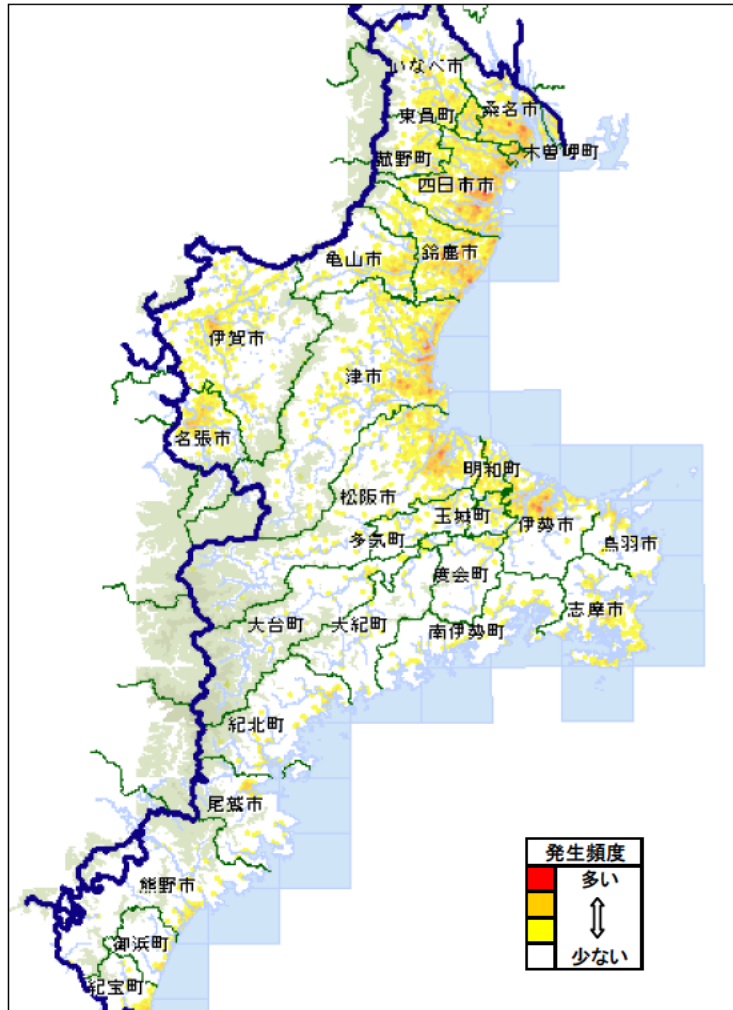 いなべ市
桑名市
東員町
木曽岬町
菰野町
四日市市
鈴鹿市
亀山市
伊賀市
津市
名張市
明和町
松阪市
玉城町
伊勢市
多気町
鳥羽市
度会町
志摩市
大台町
大紀町
南伊勢町
紀北町
尾鷲市
発生頻度
多い
少ない
熊野市
御浜町
紀宝町